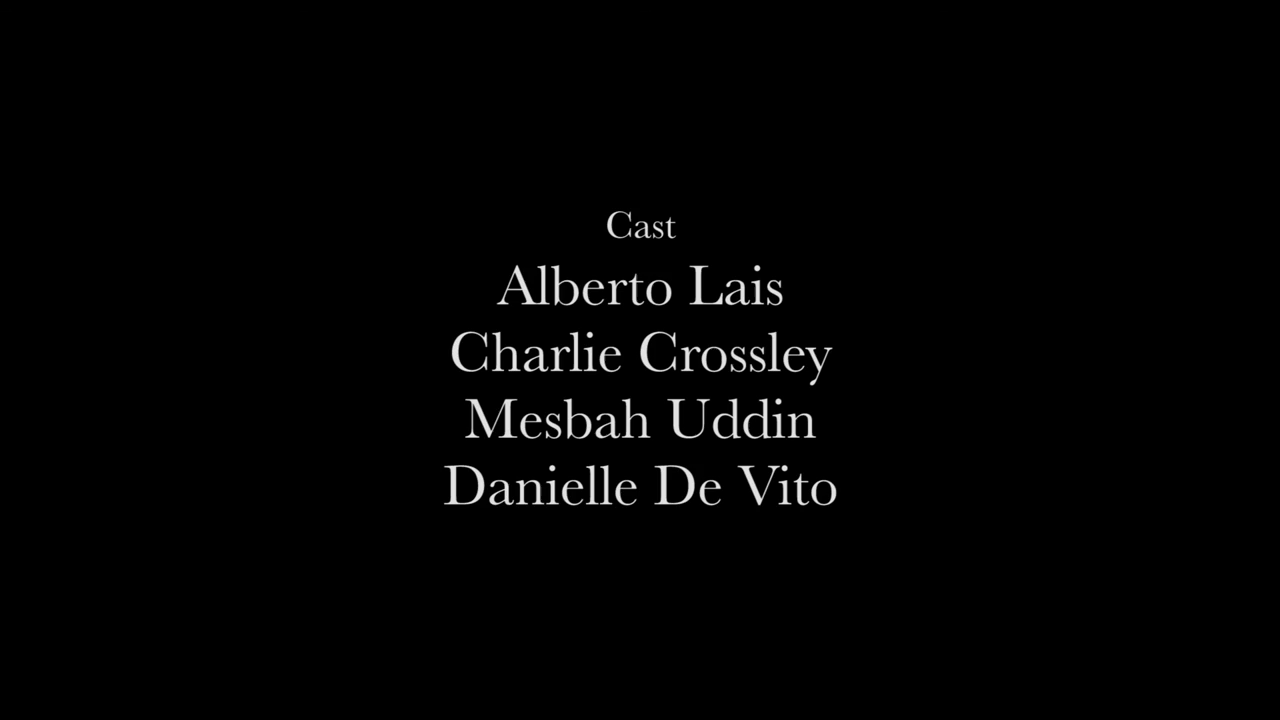 Cast
Alberto Lais
Charlie Crossley
Mesbah Uddin
Danielle De Vito